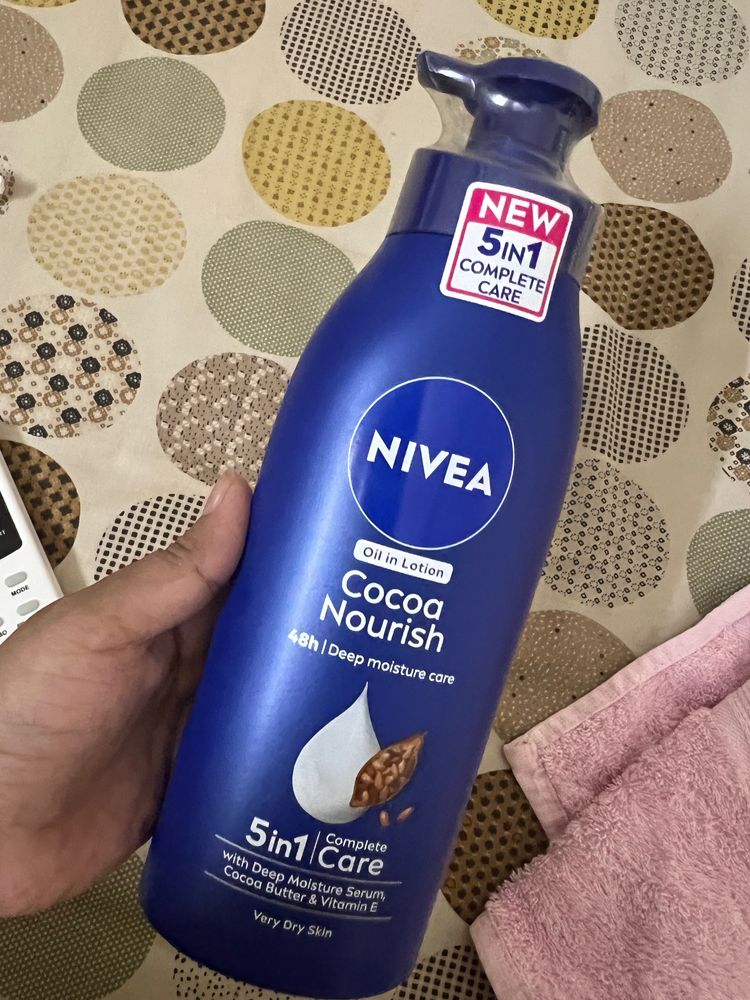 NEW
5IN1
COMPLETE
CARE
NIVEA
Oil in Lotion
Cocoa
Nourish
48h | Deep moisture care
5in1 | Complete
Care
with Deep Moisture Serum,
Cocoa Butter & Vitamin E
Very Dry Skin
MODE